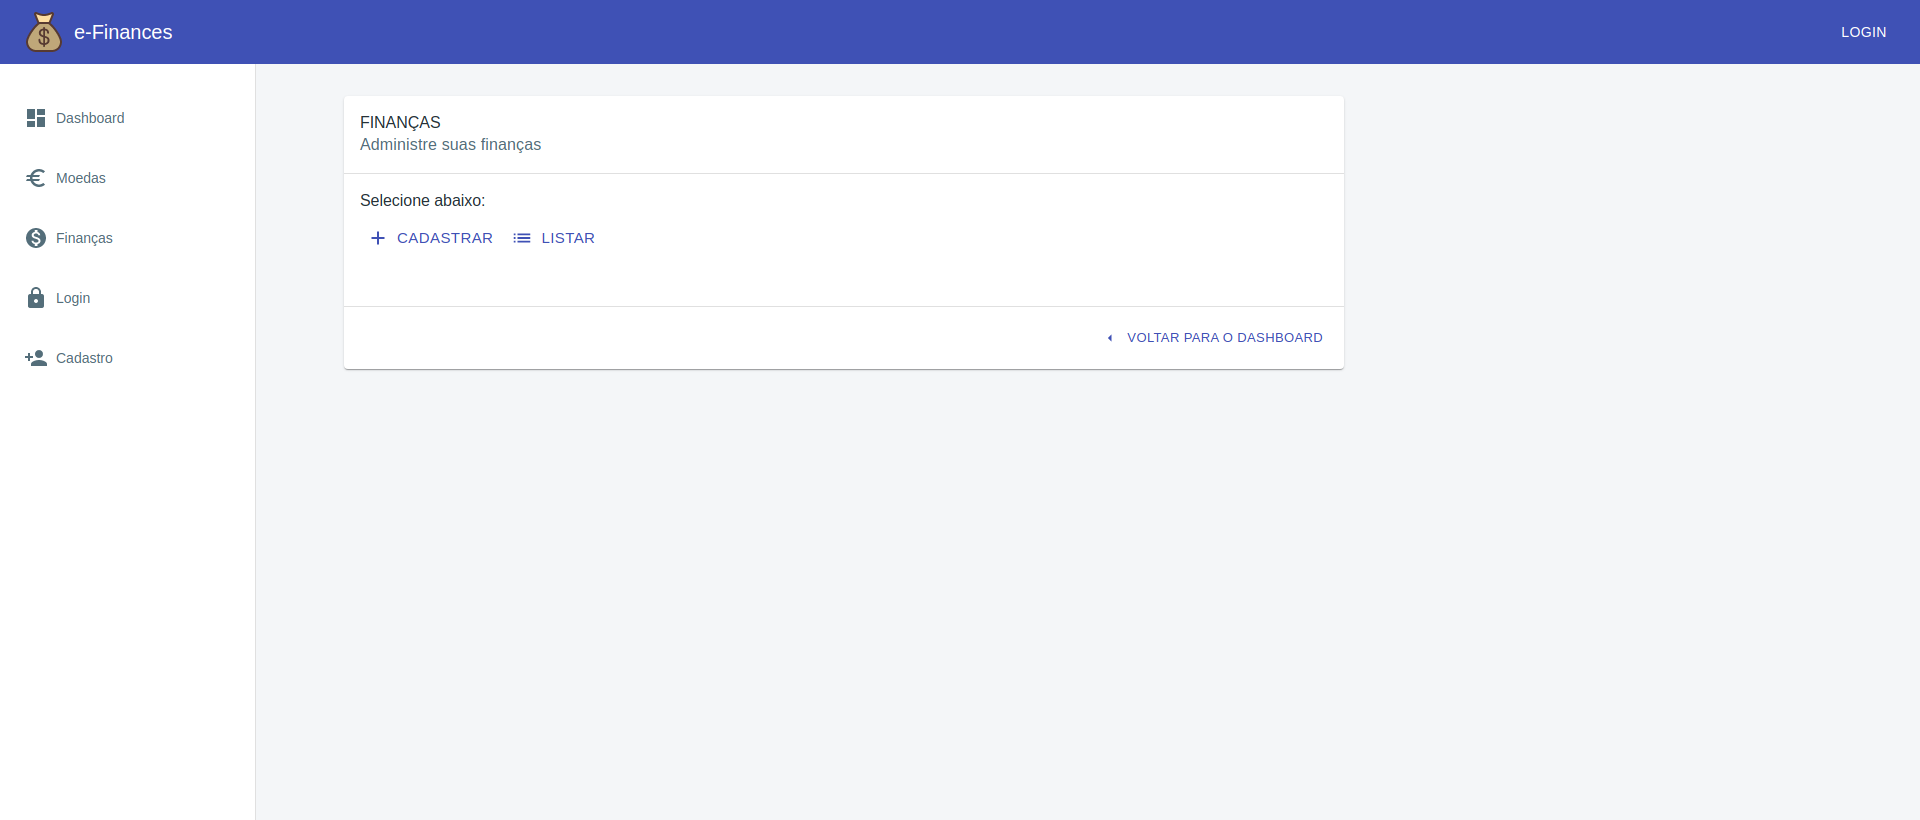 e-Finances
LOGIN
Dashboard
Moedas
Finanças
Login
Cadastro
FINANÇAS
Administre suas finanças
Selecione abaixo:
CADASTRAR LISTAR
VOLTAR PARA O DASHBOARD